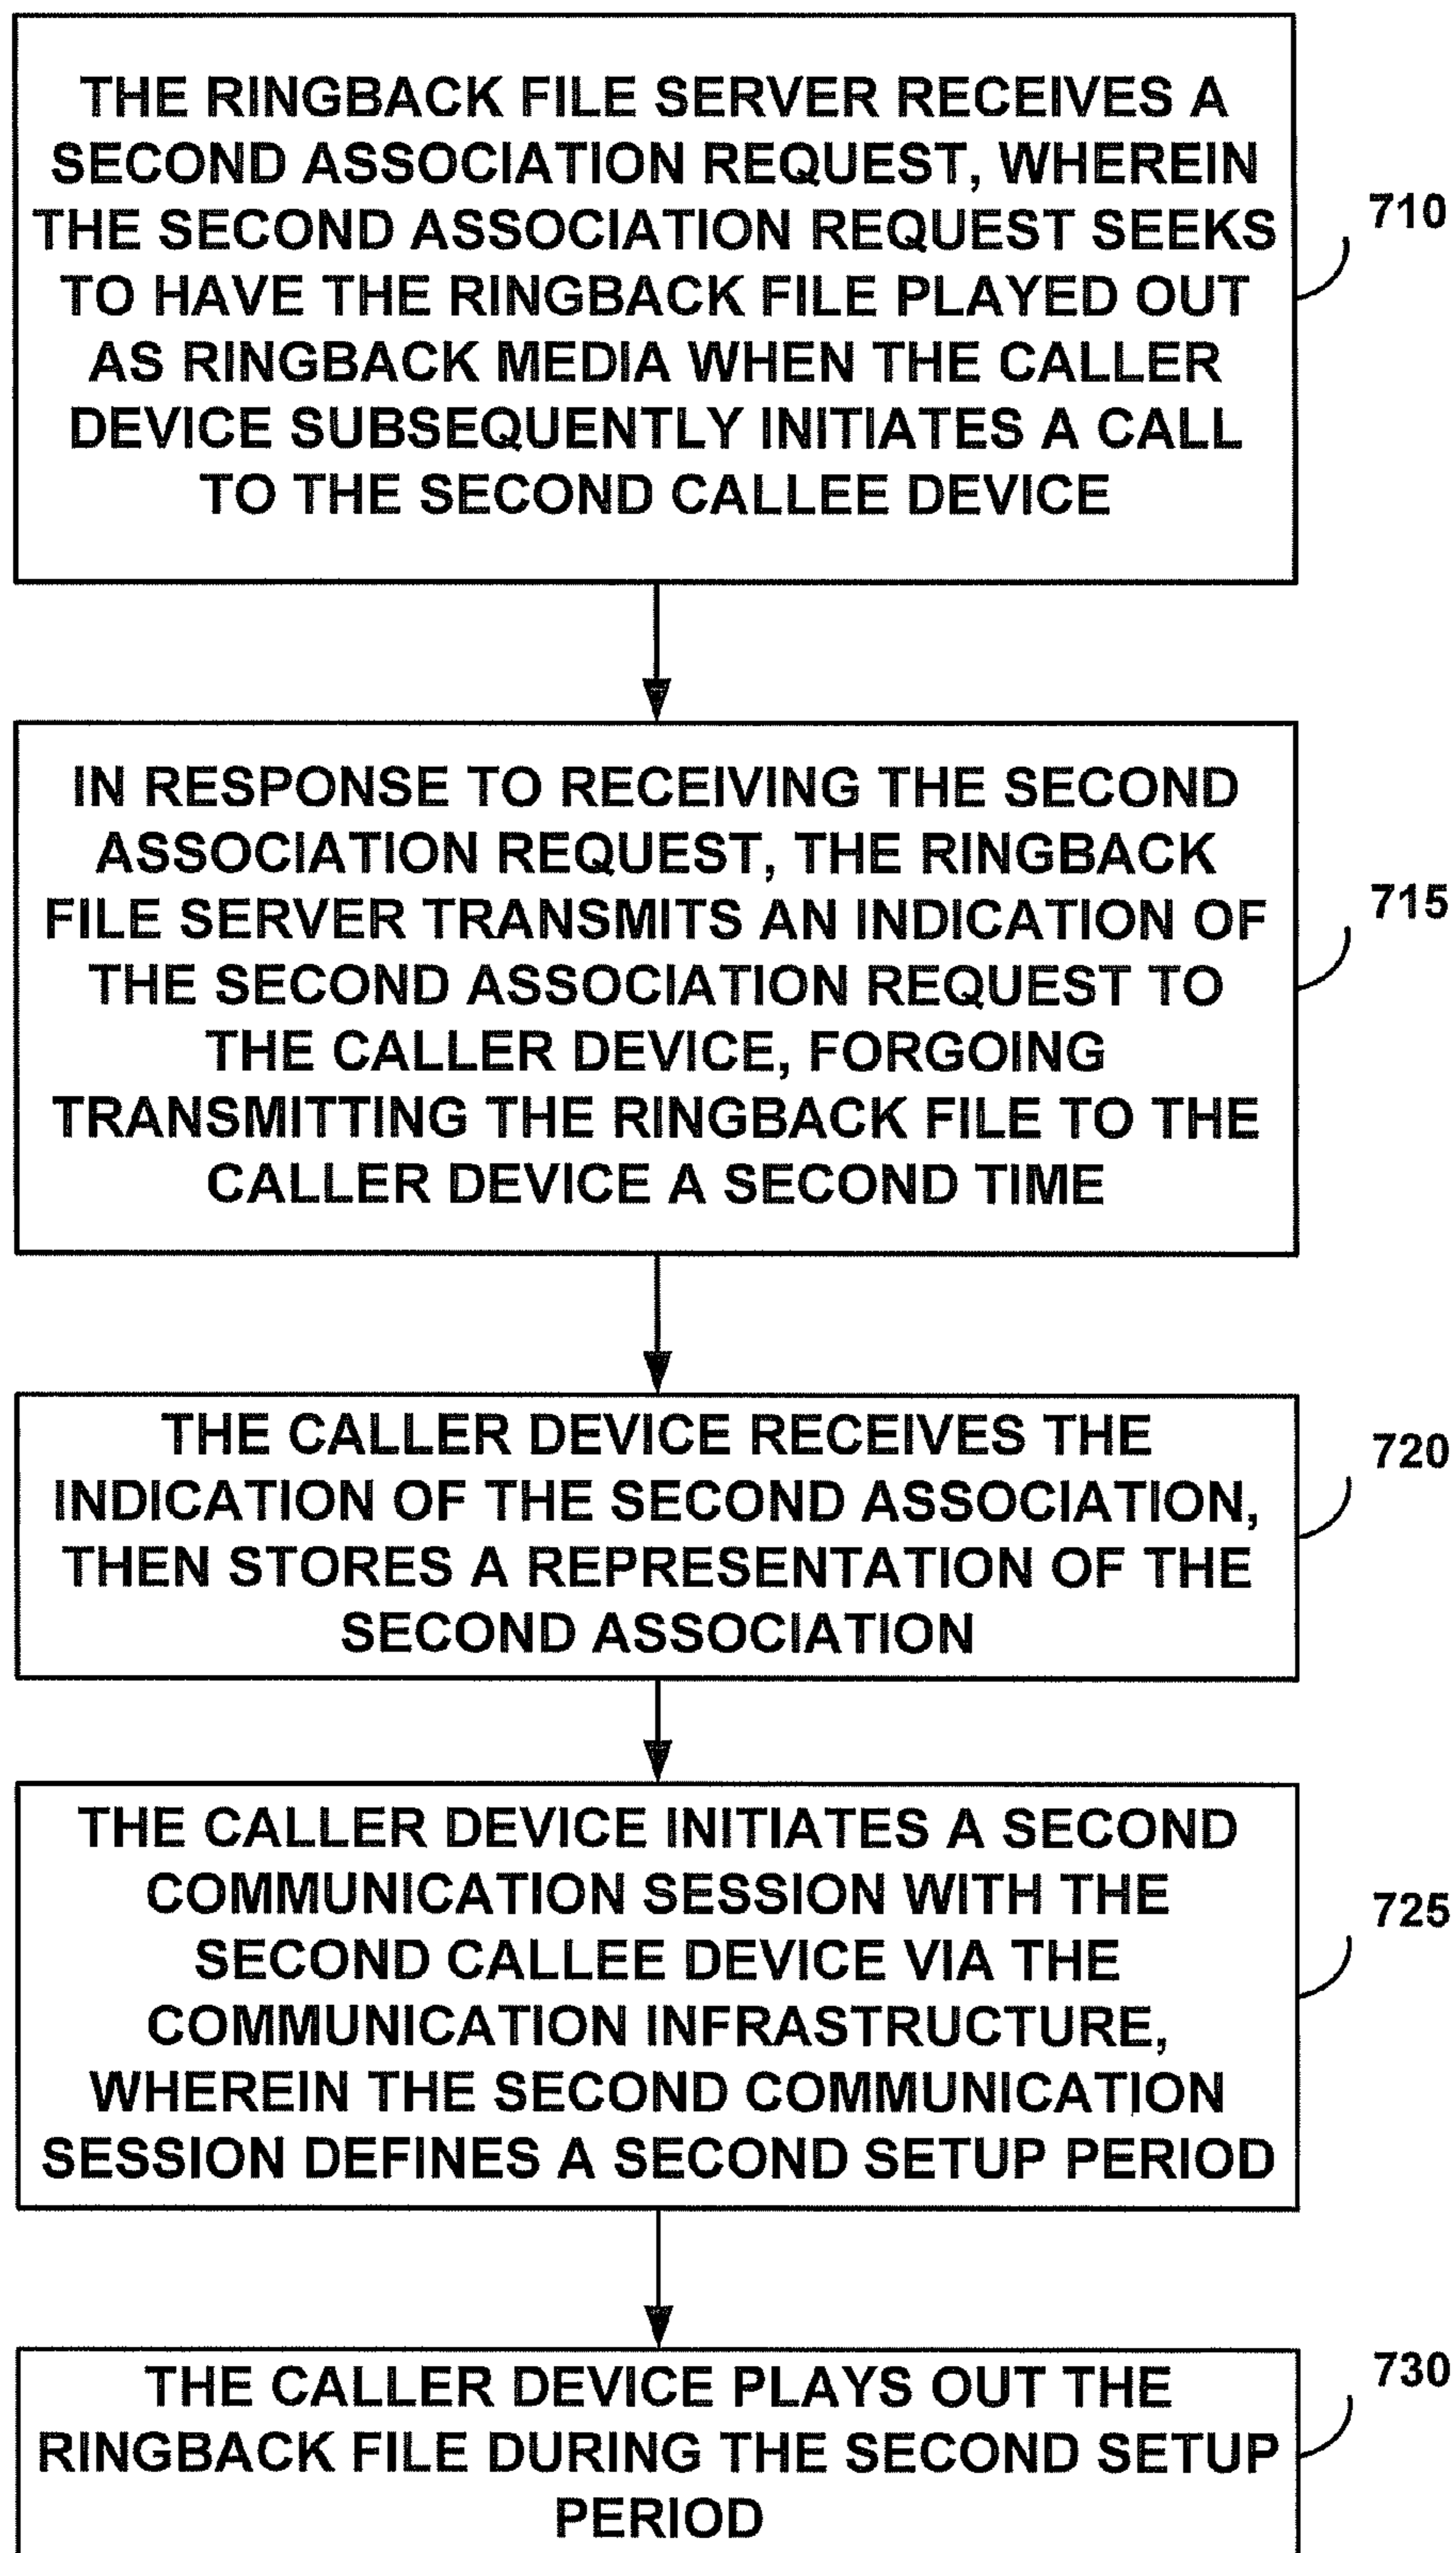 THE RINGBACK FILE SERVER RECEIVES A
SECOND ASSOCIATION REQUEST, WHEREIN
THE SECOND ASSOCIATION REQUEST SEEKS
TO HAVE THE RINGBACK FILE PLAYED OUT
AS RINGBACK MEDIA WHEN THE CALLER
DEVICE SUBSEQUENTLY INITIATES A CALL
TO THE SECOND CALLEE DEVICE
710
IN RESPONSE TO RECEIVING THE SECOND
ASSOCIATION REQUEST, THE RINGBACK
FILE SERVER TRANSMITS AN INDICATION OF
THE SECOND ASSOCIATION REQUEST TO
THE CALLER DEVICE, FORGOING
TRANSMITTING THE RINGBACK FILE TO THE
CALLER DEVICE A SECOND TIME
715
THE CALLER DEVICE RECEIVES THE
INDICATION OF THE SECOND ASSOCIATION,
THEN STORES A REPRESENTATION OF THE
SECOND ASSOCIATION
720
THE CALLER DEVICE INITIATES A SECOND
COMMUNICATION SESSION WITH THE
SECOND CALLEE DEVICE VIA THE
COMMUNICATION INFRASTRUCTURE,
WHEREIN THE SECOND COMMUNICATION
SESSION DEFINES A SECOND SETUP PERIOD
725
THE CALLER DEVICE PLAYS OUT THE
RINGBACK FILE DURING THE SECOND SETUP
PERIOD
730